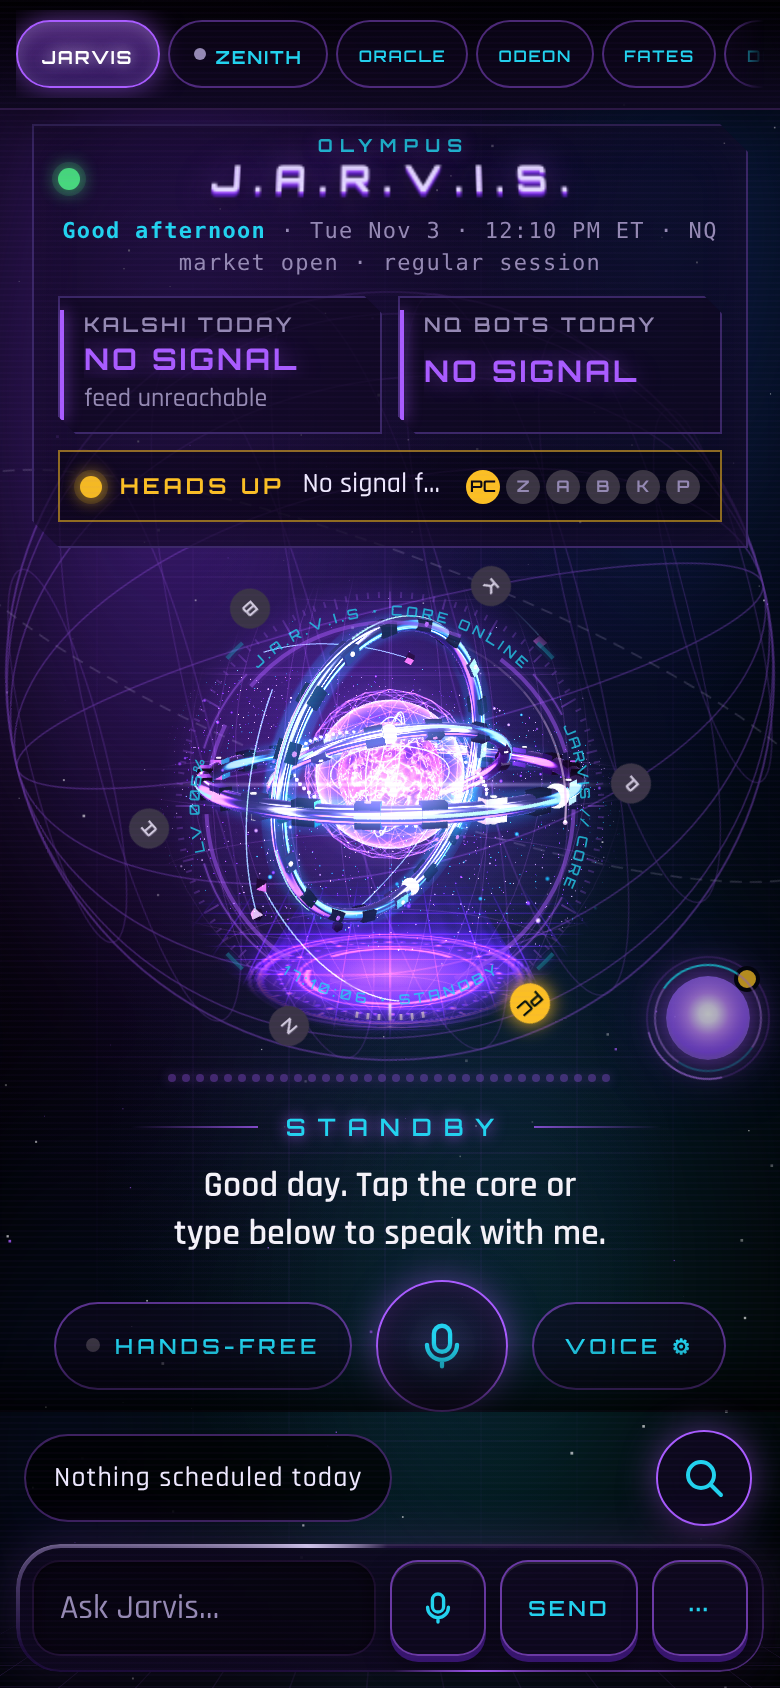 JARVIS
ZENITH
ORACLE
ODEON
FATES
OLYMPUS
J.A.R.V.I.S.
Good afternoon · Tue Nov 3 · 12:10 PM ET · NQ
market open · regular session
KALSHI TODAY
NO SIGNAL
feed unreachable
NQ BOTS TODAY
NO SIGNAL
HEADS UP No signal f... PC Z A B K P
K
B
J.A.R.V.I.S · CORE ONLINE
JARVIS // CORE
P
Z
PC
STANDBY
STANDBY
Good day. Tap the core or
type below to speak with me.
HANDS-FREE
VOICE ⚙
Nothing scheduled today
Ask Jarvis...
SEND
...